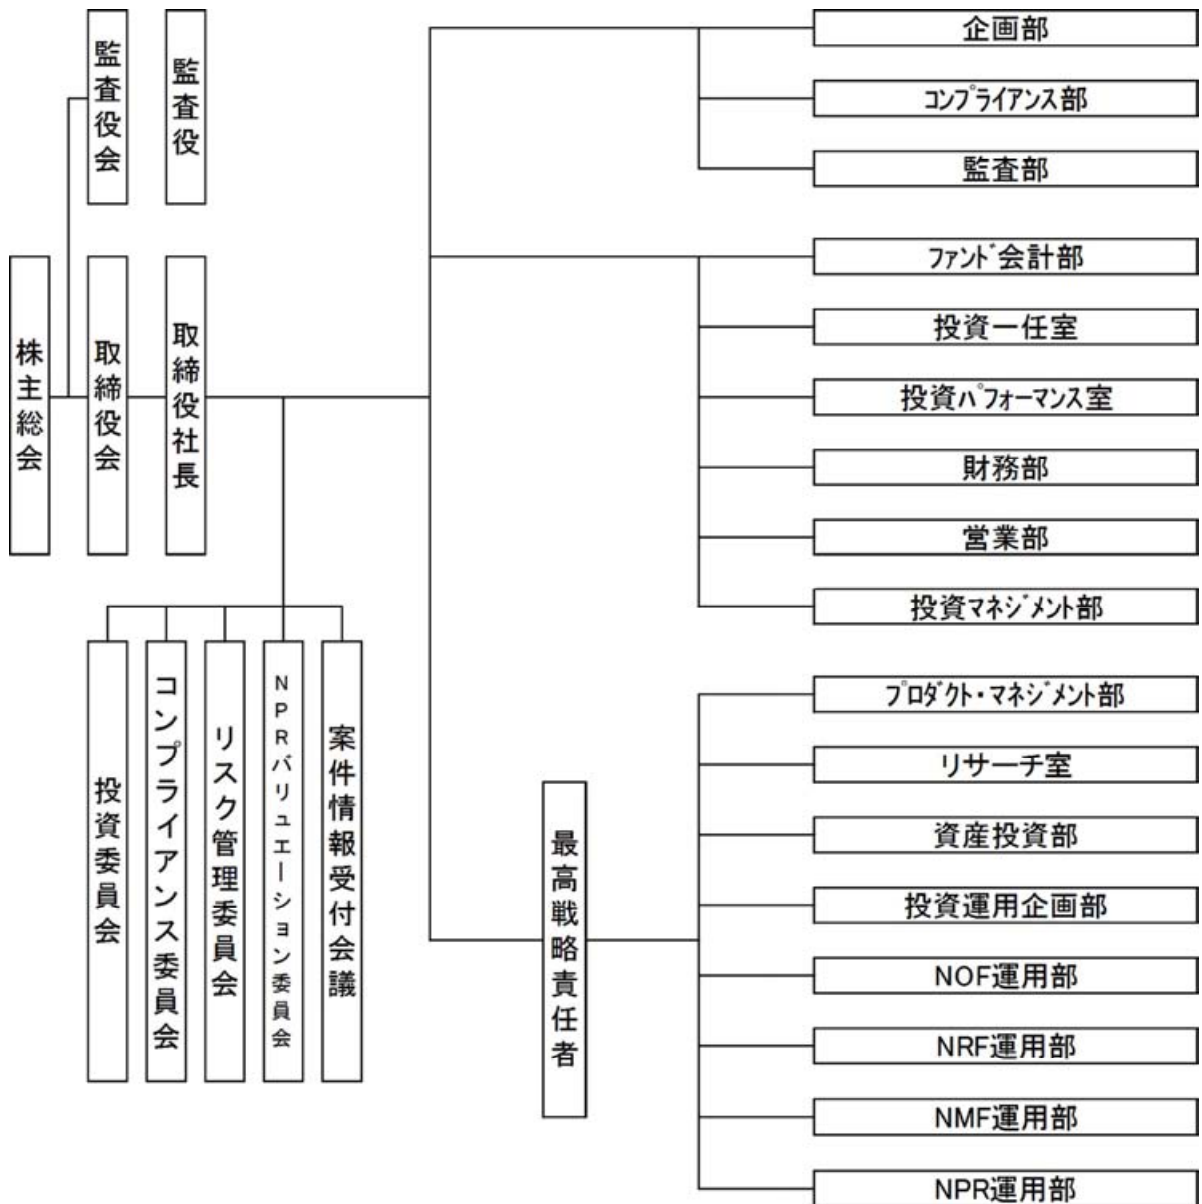 監査役会
監査役
株主総会
取締役会
取締役社長
投資委員会
コンプライアンス委員会
リスク管理委員会
NPRバリュエーション委員会
案件情報受付会議
最高戦略責任者
企画部
コンプライアンス部
監査部
ファンド会計部
投資一任室
投資パフォーマンス室
財務部
営業部
投資マネジメント部
プロダクト・マネジメント部
リサーチ室
資産投資部
投資運用企画部
NOF運用部
NRF運用部
NMF運用部
NPR運用部